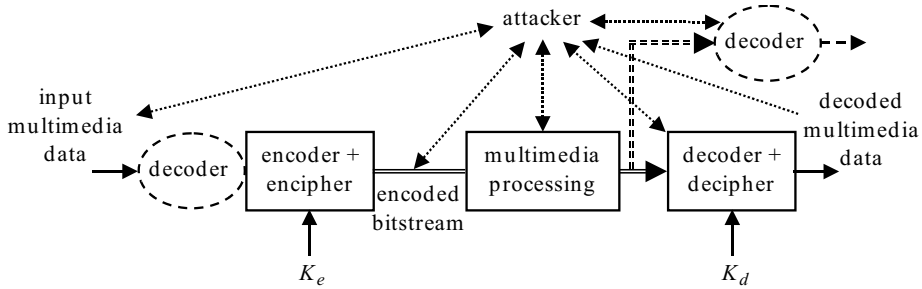 attacker
decoder
input
multimedia
data
decoder
encoder +
encipher
encoded
bitstream
multimedia
processing
decoder +
decipher
decoded
multimedia
data
K_e
K_d